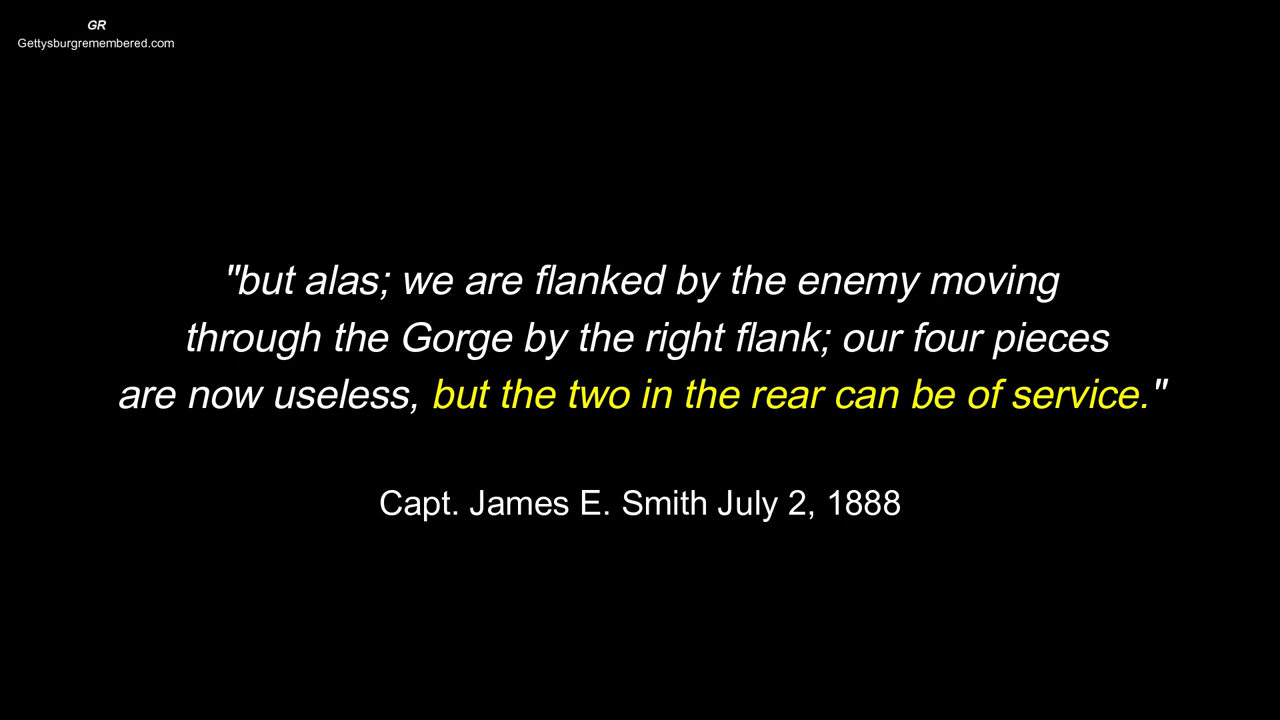 GR
Gettysburgremembered.com
"but alas; we are flanked by the enemy moving
through the Gorge by the right flank; our four pieces
are now useless, but the two in the rear can be of service."
Capt. James E. Smith July 2, 1888